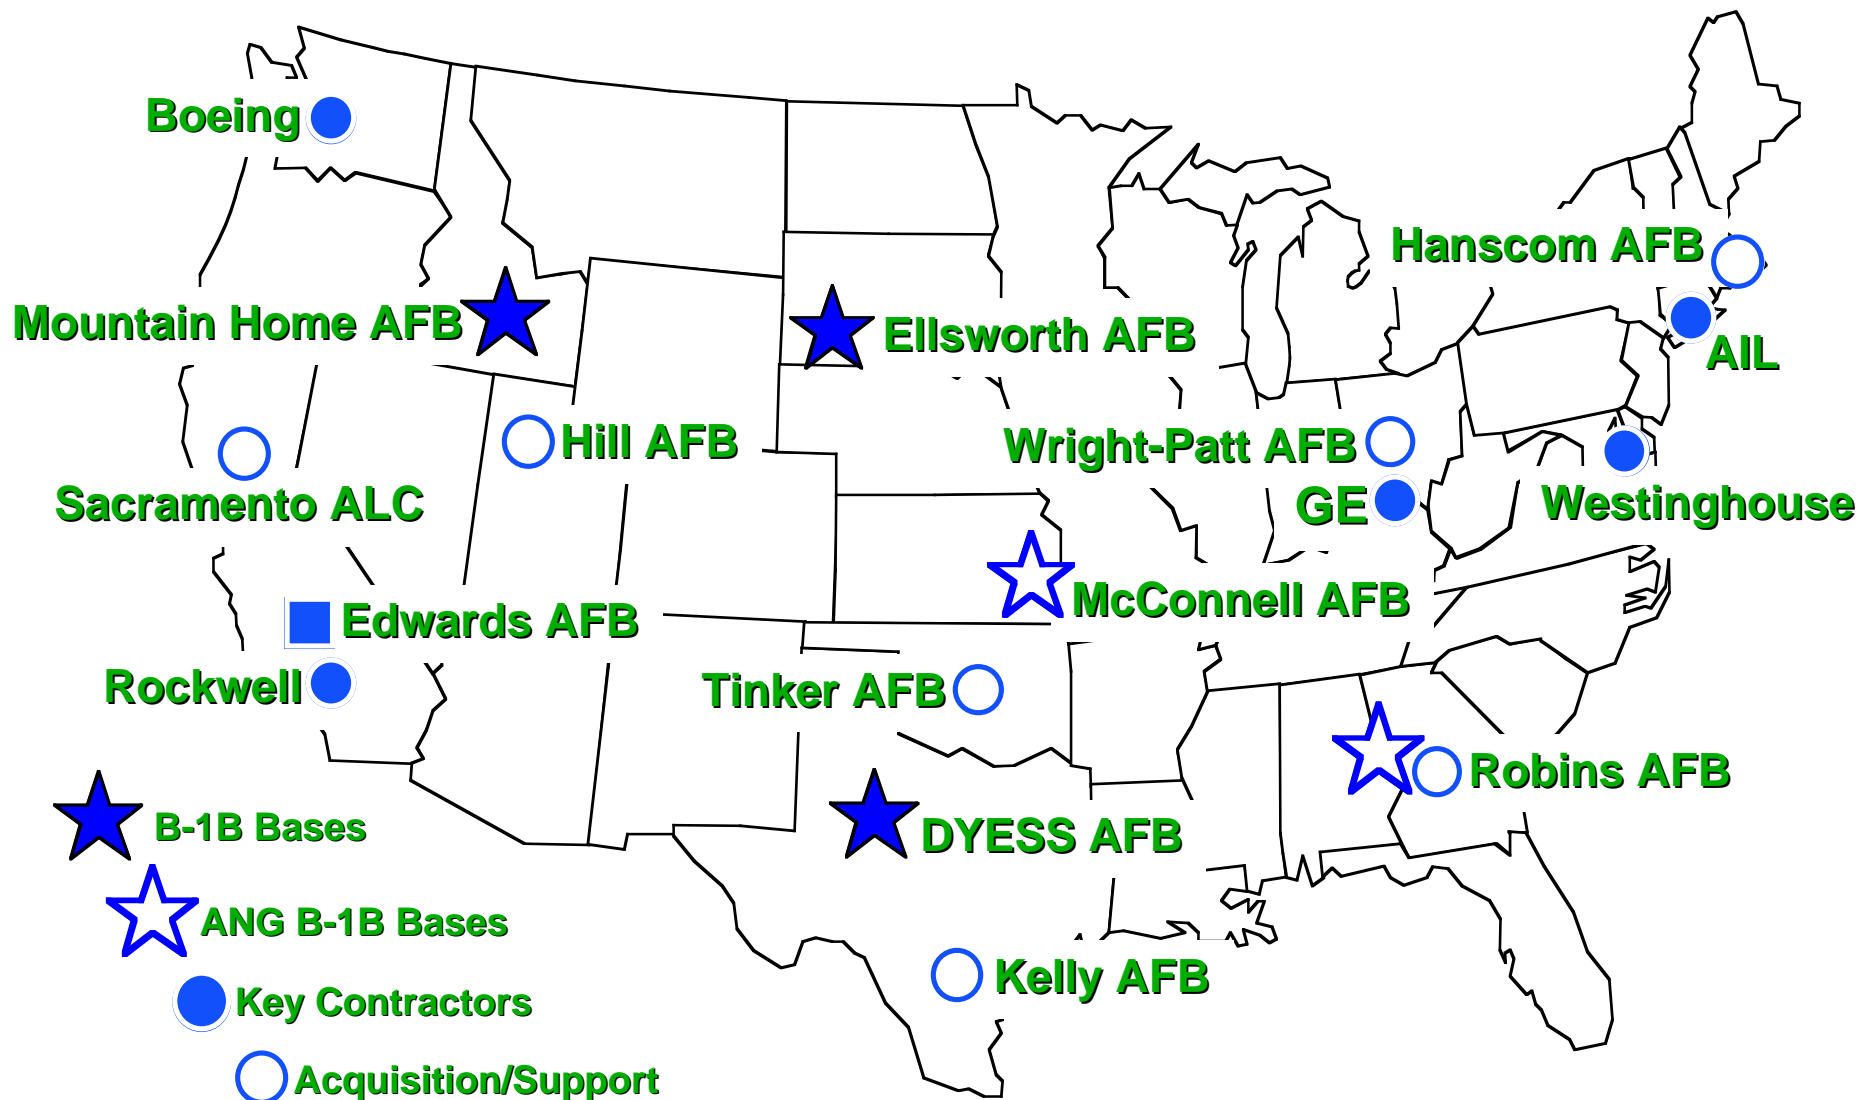 Boeing
Hanscom AFB
Mountain Home AFB
Ellsworth AFB
AIL
Hill AFB
Wright-Patt AFB
Sacramento ALC
GE
Westinghouse
McConnell AFB
Edwards AFB
Rockwell
Tinker AFB
Robins AFB
B-1B Bases
DYESS AFB
ANG B-1B Bases
Kelly AFB
Key Contractors
Acquisition/Support